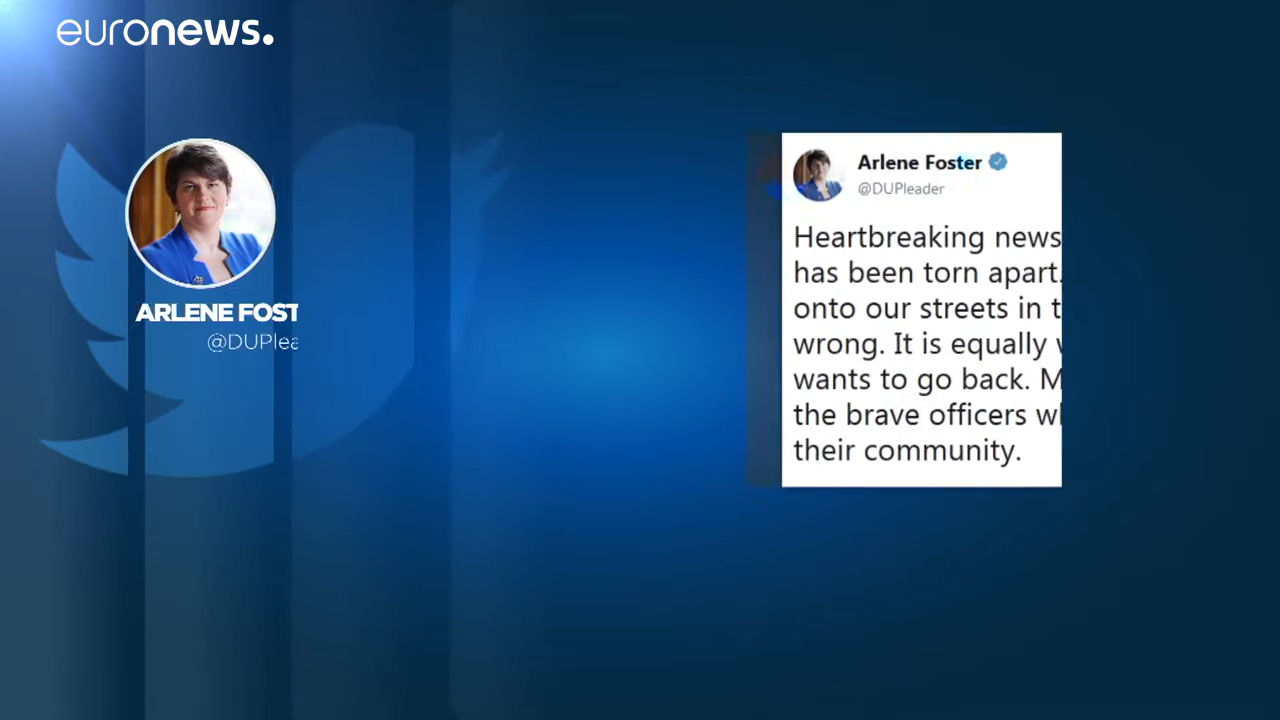 euronews.
ARLENE FOST
@DUPlea
Arlene Foster
@DUPleader
Heartbreaking news
has been torn apart.
onto our streets in t
wrong. It is equally
wants to go back. M
the brave officers wh
their community.